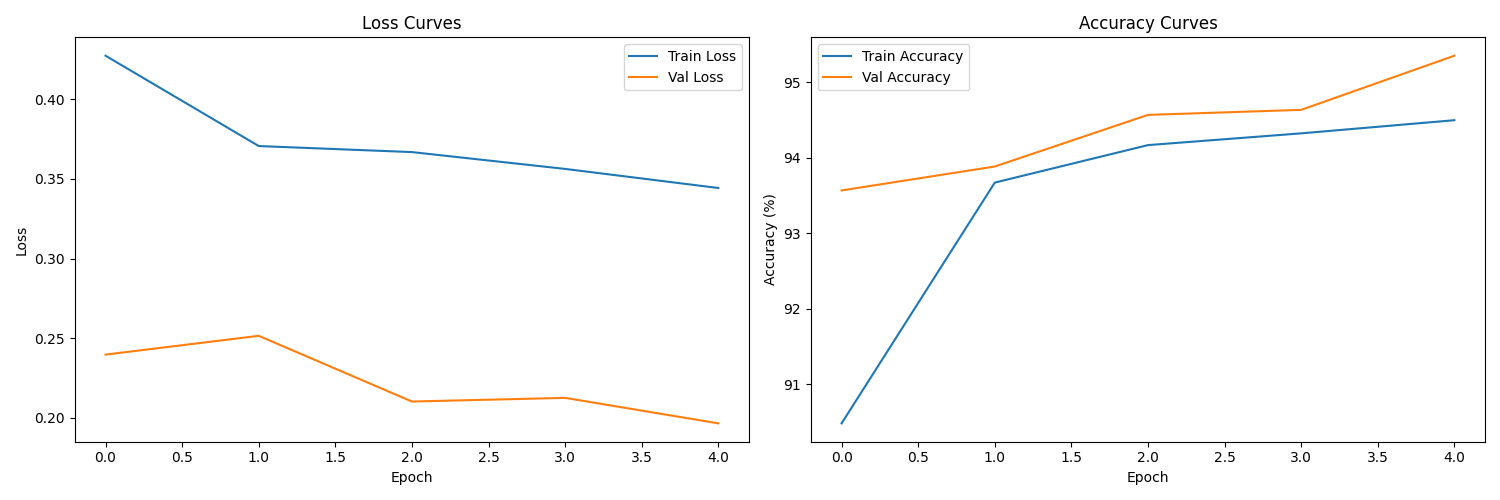 Loss Curves
Train Loss
Val Loss
0.40
0.35
0.30
0.25
0.20
Loss
0.0 0.5 1.0 1.5 2.0 2.5 3.0 3.5 4.0
Epoch
Accuracy Curves
Train Accuracy
Val Accuracy
95
94
93
92
91
Accuracy (%)
0.0 0.5 1.0 1.5 2.0 2.5 3.0 3.5 4.0
Epoch